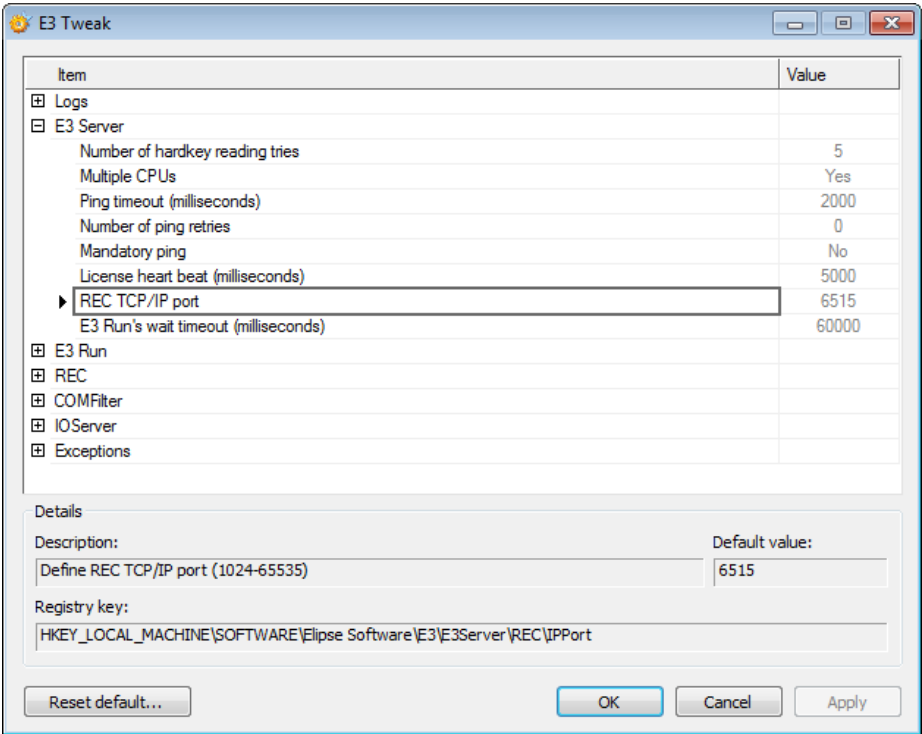 E3 Tweak
Item Value
Logs
E3 Server
Number of hardkey reading tries 5
Multiple CPUs Yes
Ping timeout (milliseconds) 2000
Number of ping retries 0
Mandatory ping No
License heart beat (milliseconds) 5000
REC TCP/IP port 6515
E3 Run's wait timeout (milliseconds) 60000
E3 Run
REC
COMFilter
IOServer
Exceptions
Details
Description: Default value:
Define REC TCP/IP port (1024-65535) 6515
Registry key:
HKEY_LOCAL_MACHINE\SOFTWARE\Elipse Software\E3\E3Server\REC\IPPort
Reset default... OK Cancel Apply